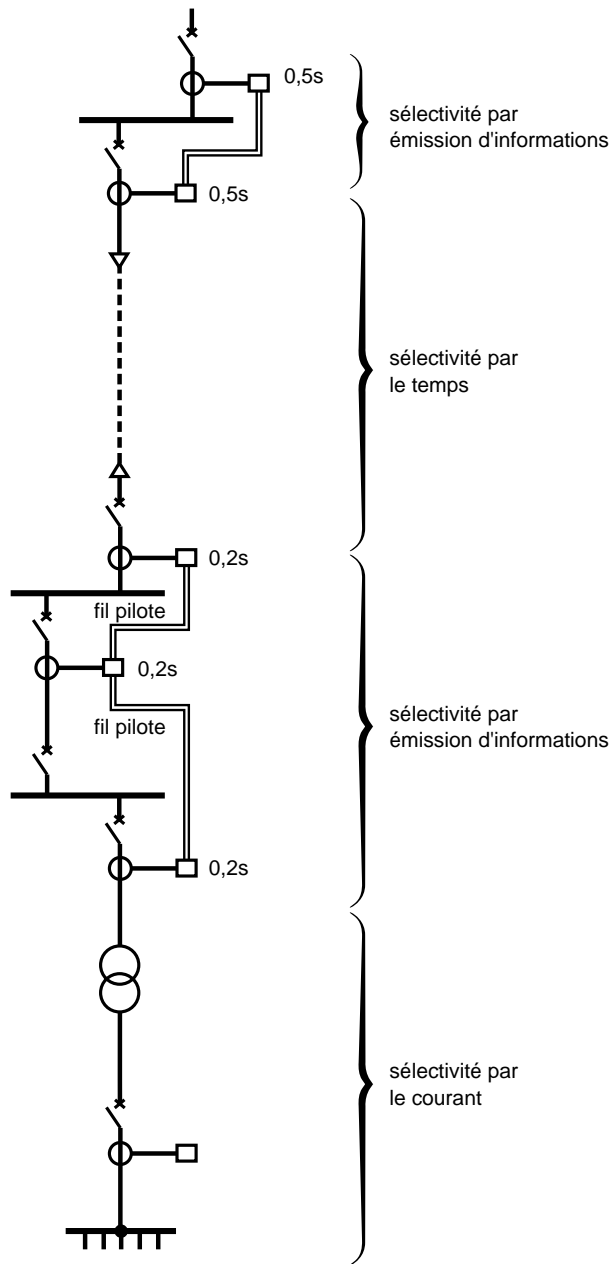 0,5s
sélectivité par
émission d'informations
0,5s
sélectivité par
le temps
0,2s
fil pilote
0,2s
fil pilote
sélectivité par
émission d'informations
0,2s
sélectivité par
le courant